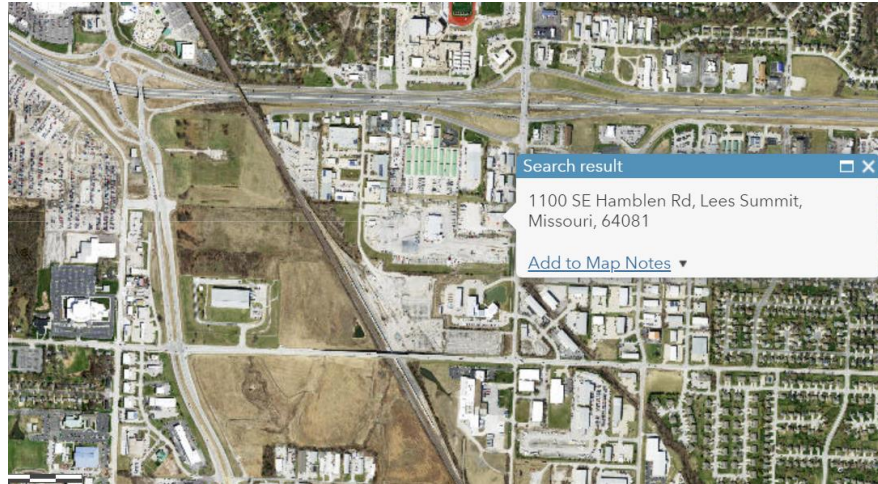 Search result
1100 SE Hamblen Rd, Lees Summit,
Missouri, 64081
Add to Map Notes